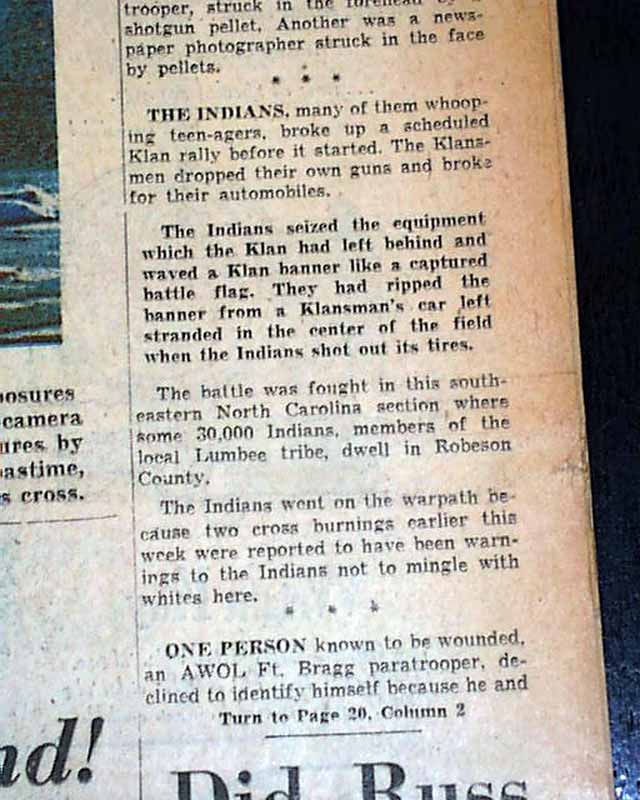 trooper, struck in the forehead by a
shotgun pellet. Another was a news-
paper photographer struck in the face
by pellets.
* * *
THE INDIANS, many of them whoop-
ing teen-agers, broke up a scheduled
Klan rally before it started. The Klans-
men dropped their own guns and broke
for their automobiles.
The Indians seized the equipment
which the Klan had left behind and
waved a Klan banner like a captured
battle flag. They had ripped the
banner from a Klansman's car left
stranded in the center of the field
when the Indians shot out its tires.
The battle was fought in this south-
eastern North Carolina section where
some 30,000 Indians, members of the
local Lumbee tribe, dwell in Robeson
County.
The Indians went on the warpath be-
cause two cross burnings earlier this
week were reported to have been warn-
ings to the Indians not to mingle with
whites here.
* * *
ONE PERSON known to be wounded,
an AWOL Ft. Bragg paratrooper, de-
clined to identify himself because he and
Turn to Page 20, Column 2
osures
camera
ures by
astime,
s cross.
nd!
Did Russ